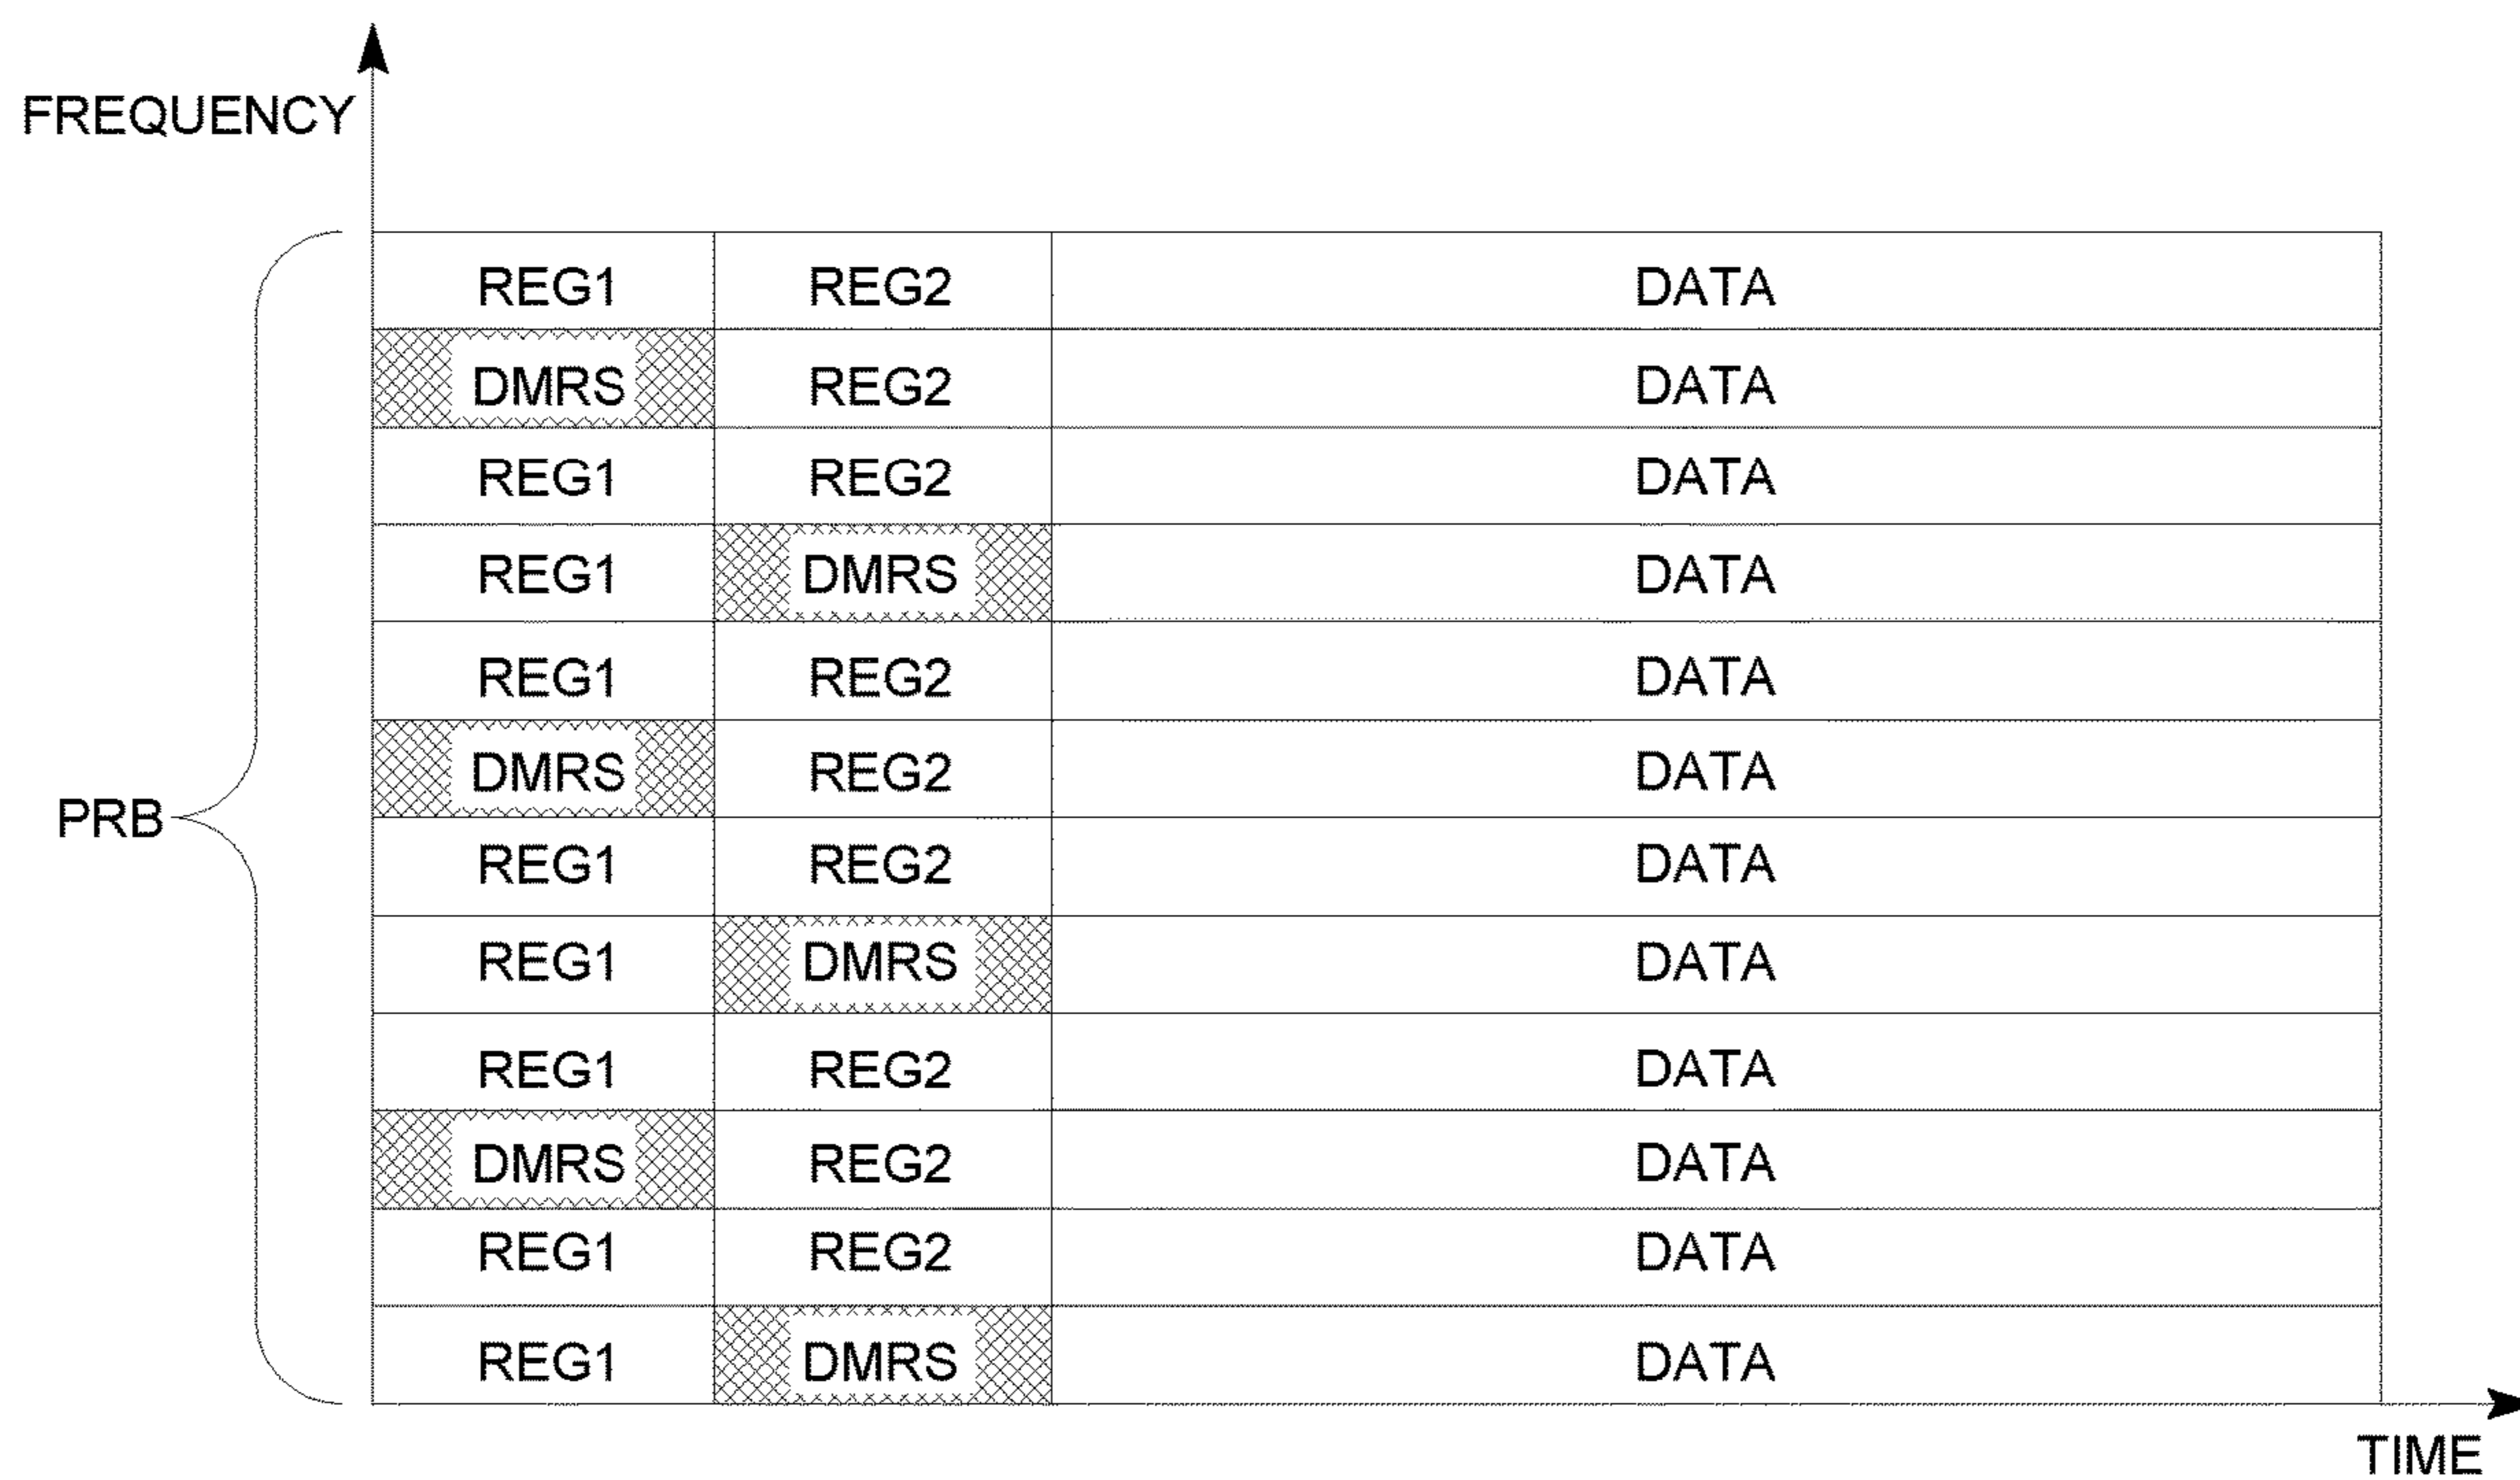 FREQUENCY
REG1 REG2 DATA
DMRS REG2 DATA
REG1 REG2 DATA
REG1 DMRS DATA
REG1 REG2 DATA
DMRS REG2 DATA
PRB
REG1 REG2 DATA
REG1 DMRS DATA
REG1 REG2 DATA
DMRS REG2 DATA
REG1 REG2 DATA
REG1 DMRS DATA
TIME